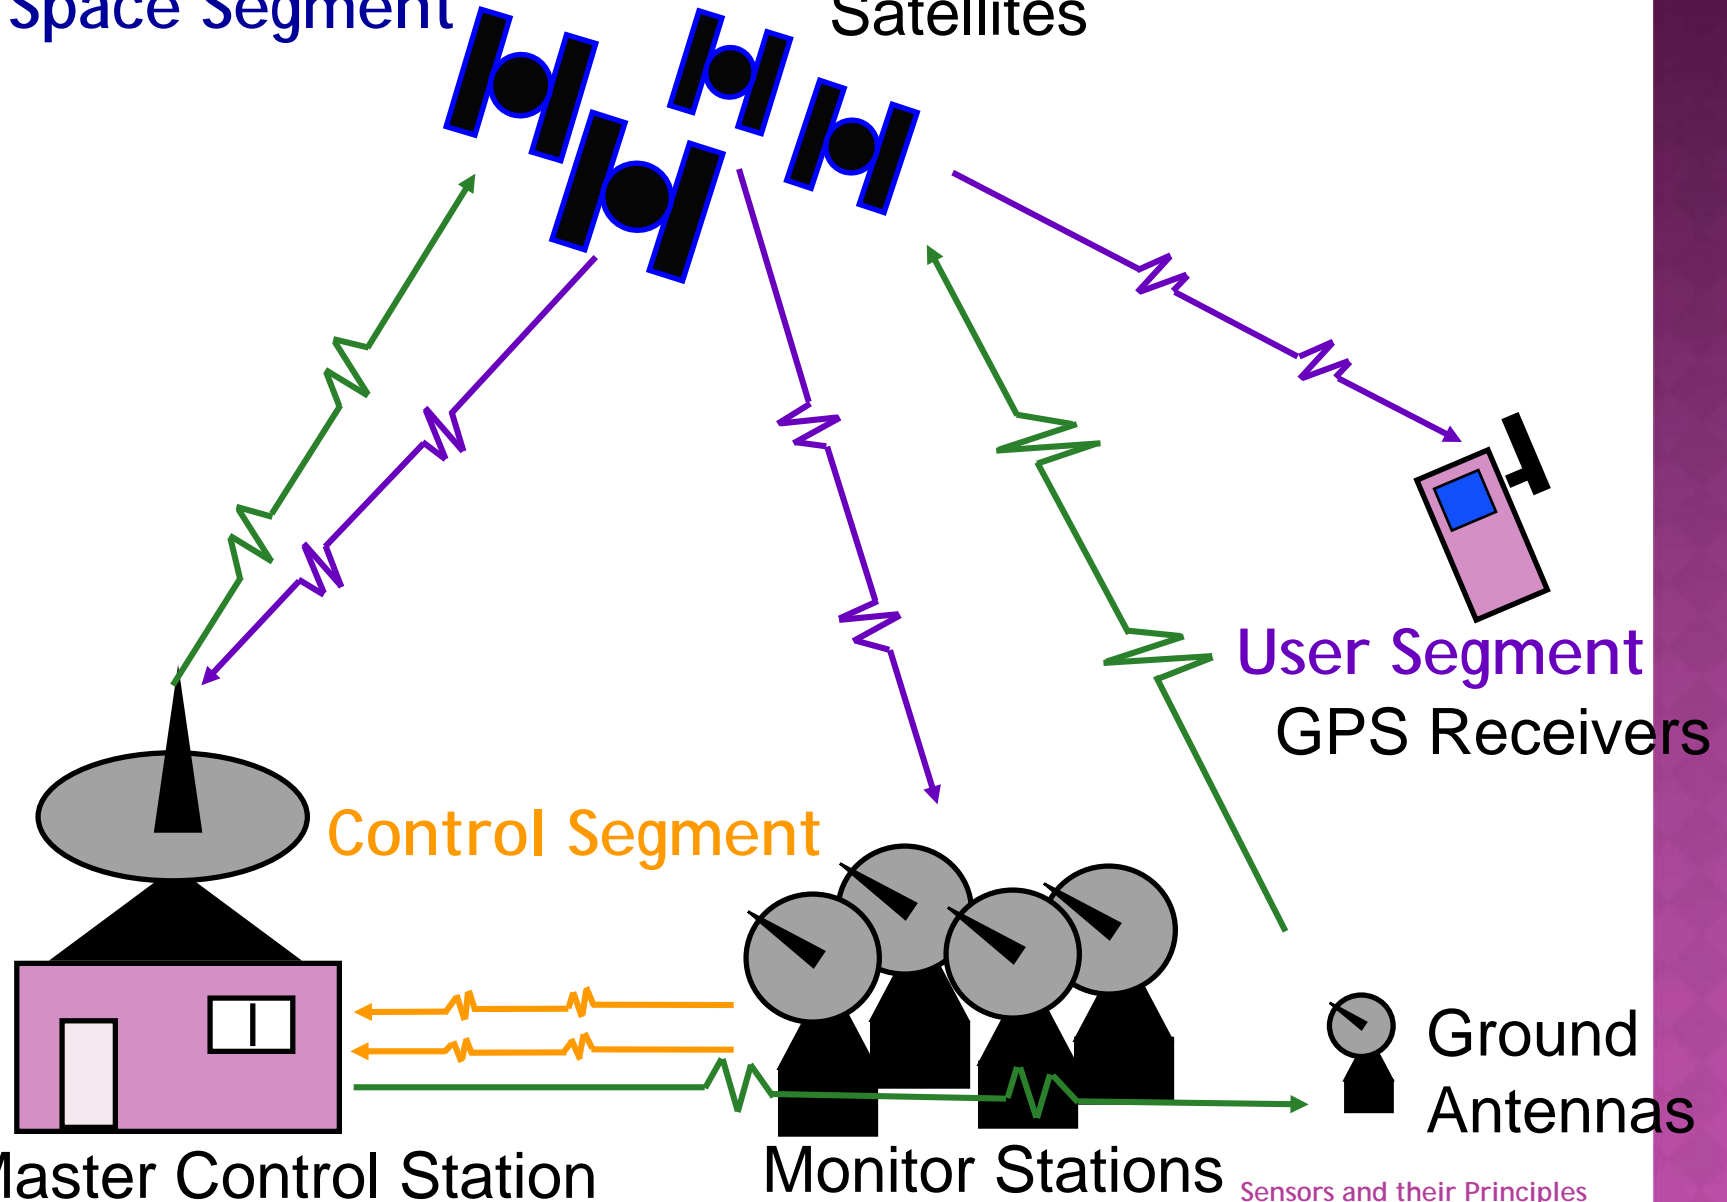 Space Segment
Satellites
User Segment
GPS Receivers
Control Segment
Ground
Antennas
Master Control Station
Monitor Stations
Sensors and their Principles